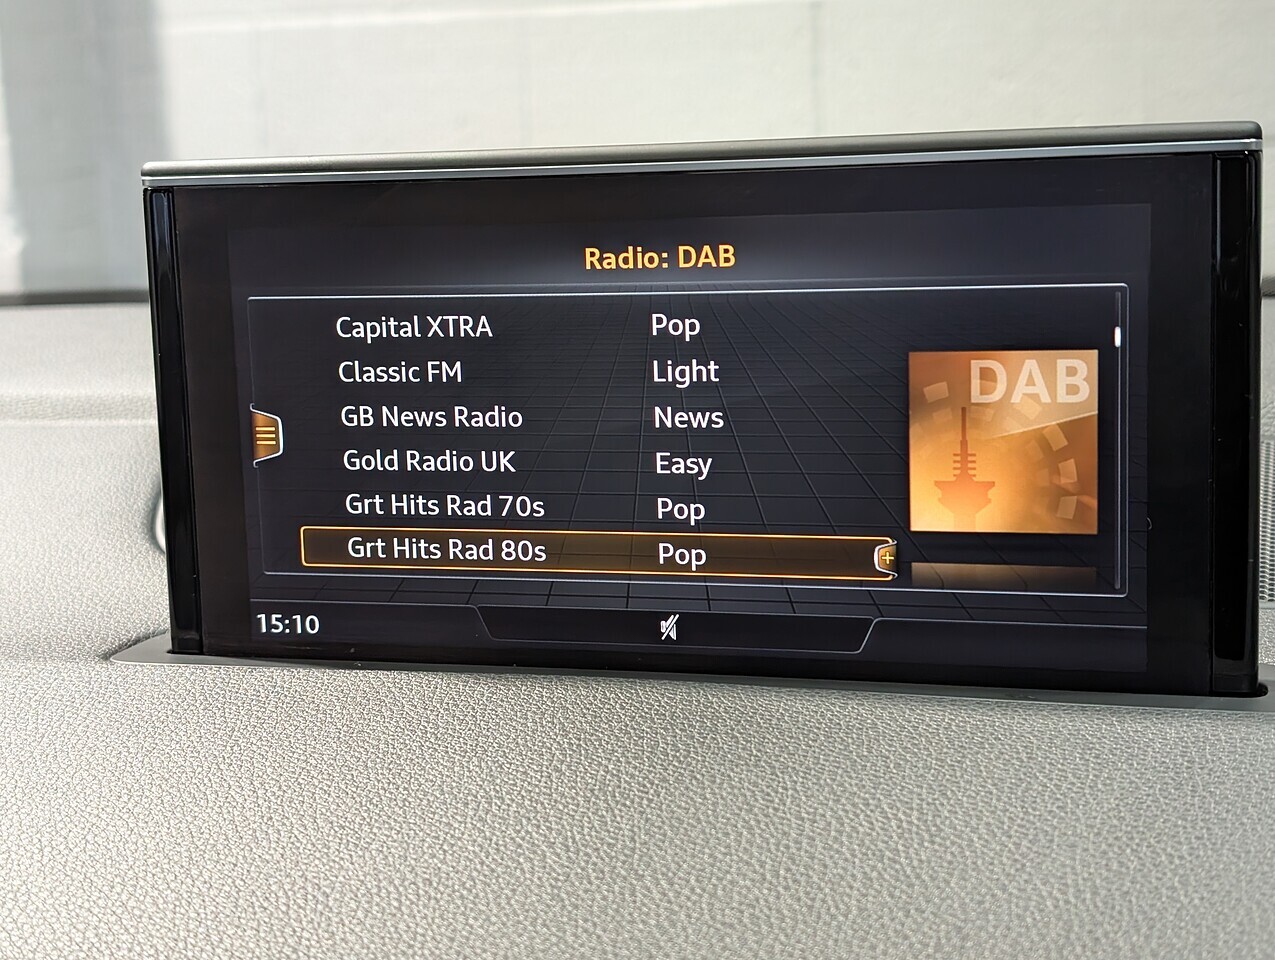 Radio: DAB
Capital XTRA Pop
Classic FM Light
GB News Radio News
Gold Radio UK Easy
Grt Hits Rad 70s Pop
Grt Hits Rad 80s Pop
DAB
15:10